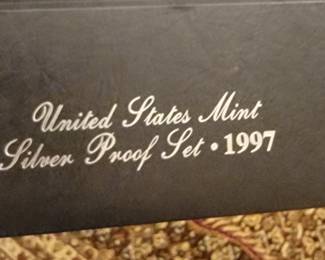 United States Mint
Silver Proof Set • 1997